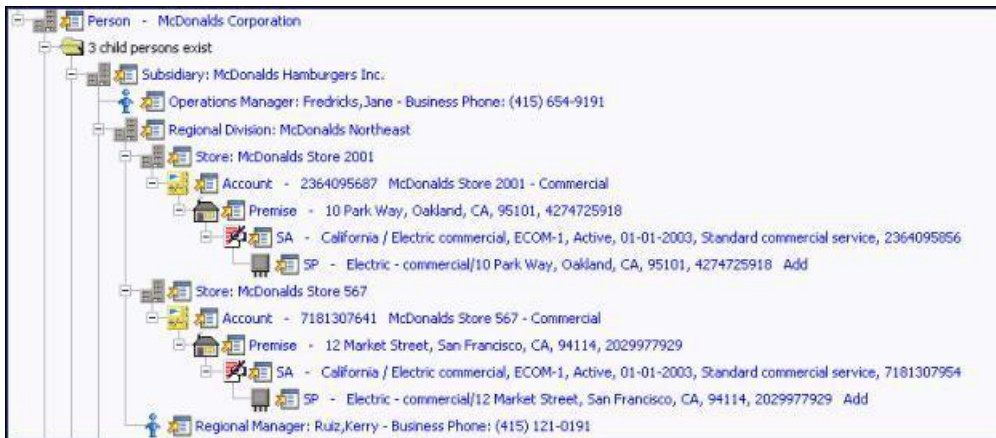 Person - McDonalds Corporation
3 child persons exist
Subsidiary: McDonalds Hamburgers Inc.
Operations Manager: Fredricks,Jane - Business Phone: (415) 654-9191
Regional Division: McDonalds Northeast
Store: McDonalds Store 2001
Account - 2364095687 McDonalds Store 2001 - Commercial
Premise - 10 Park Way, Oakland, CA, 95101, 4274725918
SA - California / Electric commercial, ECOM-1, Active, 01-01-2003, Standard commercial service, 2364095856
SP - Electric - commercial/10 Park Way, Oakland, CA, 95101, 4274725918 Add
Store: McDonalds Store 567
Account - 7181307641 McDonalds Store 567 - Commercial
Premise - 12 Market Street, San Francisco, CA, 94114, 2029977929
SA - California / Electric commercial, ECOM-1, Active, 01-01-2003, Standard commercial service, 7181307954
SP - Electric - commercial/12 Market Street, San Francisco, CA, 94114, 2029977929 Add
Regional Manager: Ruiz,Kerry - Business Phone: (415) 121-0191